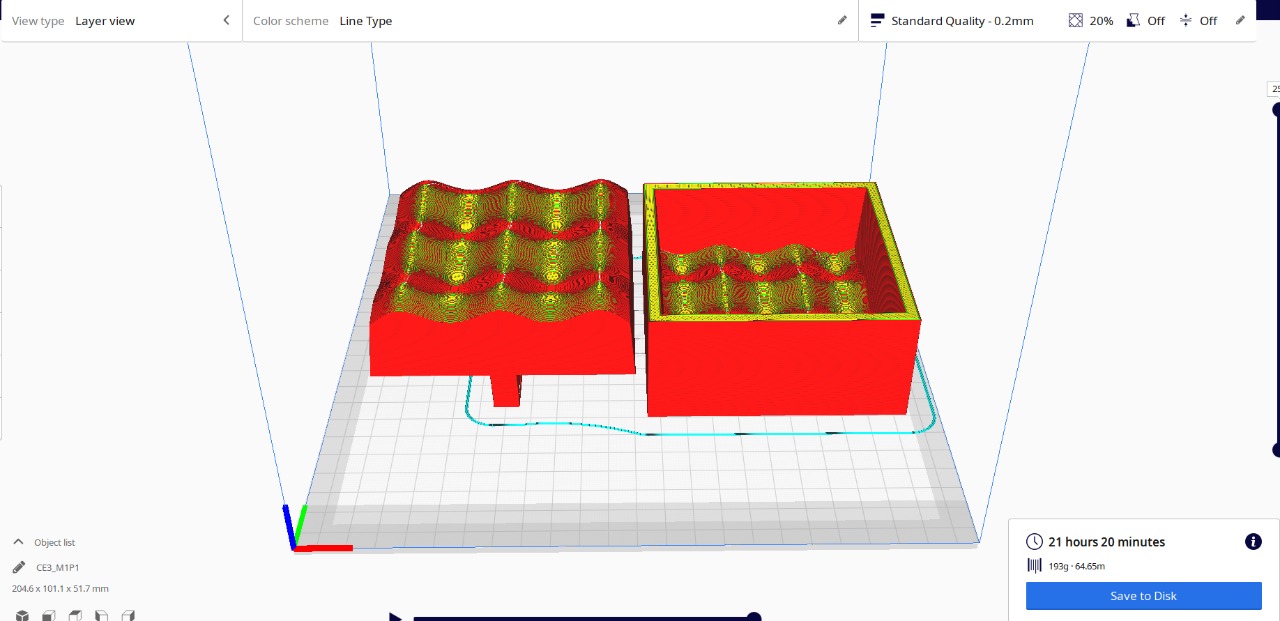 View type Layer view Color scheme Line Type Standard Quality - 0.2mm 20% Off Off
Object list
CE3_M1P1
204.6 x 101.1 x 51.7 mm
21 hours 20 minutes
193g · 64.65m
Save to Disk